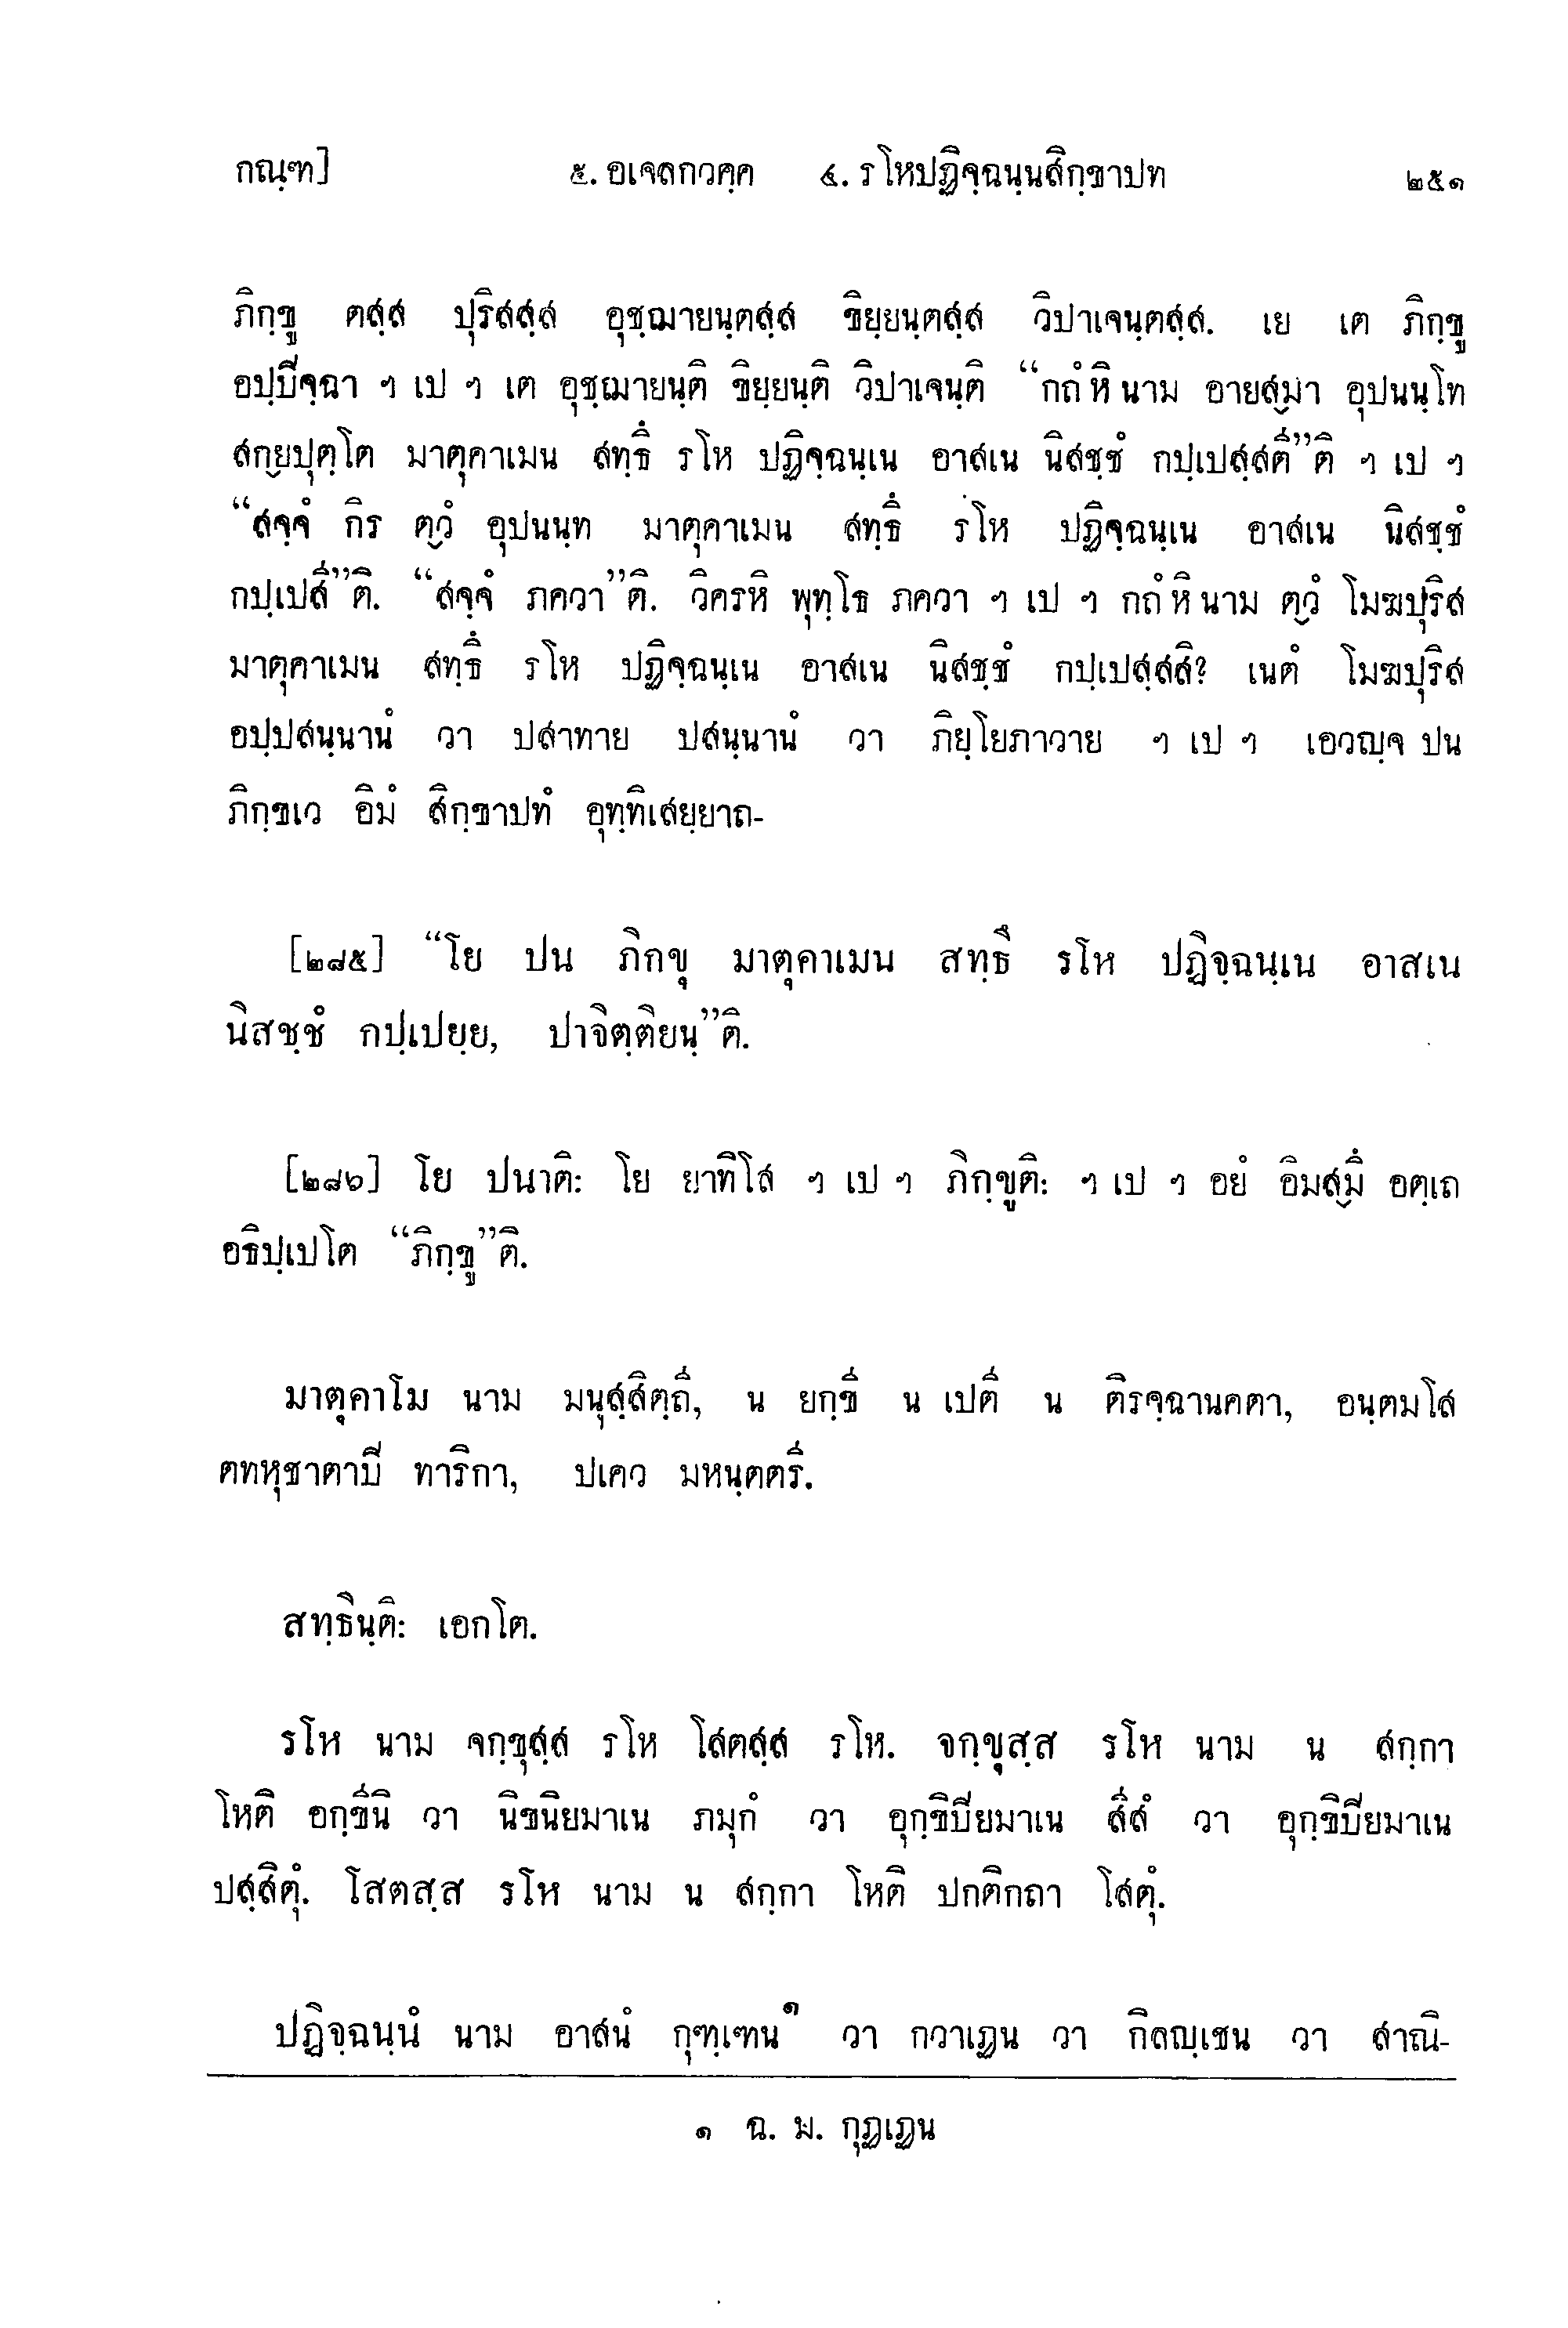 กณฺฑ] ๕. อเจลกวคฺค ๔. รโหปฏิจฺฉนฺนสิกฺขาปท ๒๕๑
ภิกฺขู ตสฺส ปุริสสฺส อุชฺฌายนฺตสฺส ขิยฺยนฺตสฺส วิปาเจนฺตสฺส. เย เต ภิกฺขู
อปฺปิจฺฉา ฯ เป ฯ เต อุชฺฌายนฺติ ขิยฺยนฺติ วิปาเจนฺติ “กถํ หิ นาม อายสฺมา อุปนนฺโท
สกฺยปุตฺโต มาตุคาเมน สทฺธึ รโห ปฏิจฺฉนฺเน อาสเน นิสชฺชํ กปฺเปสฺสตี”ติ ฯ เป ฯ
“สจฺจํ กิร ตฺวํ อุปนนฺท มาตุคาเมน สทฺธึ รโห ปฏิจฺฉนฺเน อาสเน นิสชฺชํ
กปฺเปสี”ติ. “สจฺจํ ภควา”ติ. วิครหิ พุทฺโธ ภควา ฯ เป ฯ กถํ หิ นาม ตฺวํ โมฆปุริส
มาตุคาเมน สทฺธึ รโห ปฏิจฺฉนฺเน อาสเน นิสชฺชํ กปฺเปสฺสสิ? เนตํ โมฆปุริส
อปฺปสนฺนานํ วา ปสาทาย ปสนฺนานํ วา ภิยฺโยภาวาย ฯ เป ฯ เอวญฺจ ปน
ภิกฺขเว อิมํ สิกฺขาปทํ อุทฺทิเสยฺยาถ-
[๒๘๕] “โย ปน ภิกขุ มาตุคาเมน สทฺธึ รโห ปฏิจฺฉนฺเน อาสเน
นิสชฺชํ กปฺเปยฺย, ปาจิตฺติยนฺ”ติ.
[๒๘๖] โย ปนาติ: โย ยาทิโส ฯ เป ฯ ภิกฺขูติ: ฯ เป ฯ อยํ อิมสฺมึ อตฺเถ
อธิปฺเปโต “ภิกฺขู”ติ.
มาตุคาโม นาม มนุสฺสิตฺถี, น ยกฺขี น เปตี น ติรจฺฉานคตา, อนฺตมโส
ตทหุชาตาปิ ทาริกา, ปเคว มหนฺตตรี.
สทฺธินฺติ: เอกโต.
รโห นาม จกฺขุสฺส รโห โสตสฺส รโห. จกฺขุสฺส รโห นาม น สกฺกา
โหติ อกฺขีนิ วา นิขนิยมาเน ภมุกํ วา อุกฺขิปิยมาเน สีสํ วา อุกฺขิปิยมาเน
ปสฺสิตุํ. โสตสฺส รโห นาม น สกฺกา โหติ ปกติกถา โสตุํ.
ปฏิจฺฉนฺนํ นาม อาสนํ กุฑฺเฑน๑ วา กวาเฏน วา กิลญฺเชน วา สาณิ-
๑ ฉ. ม. กุฏเฏน